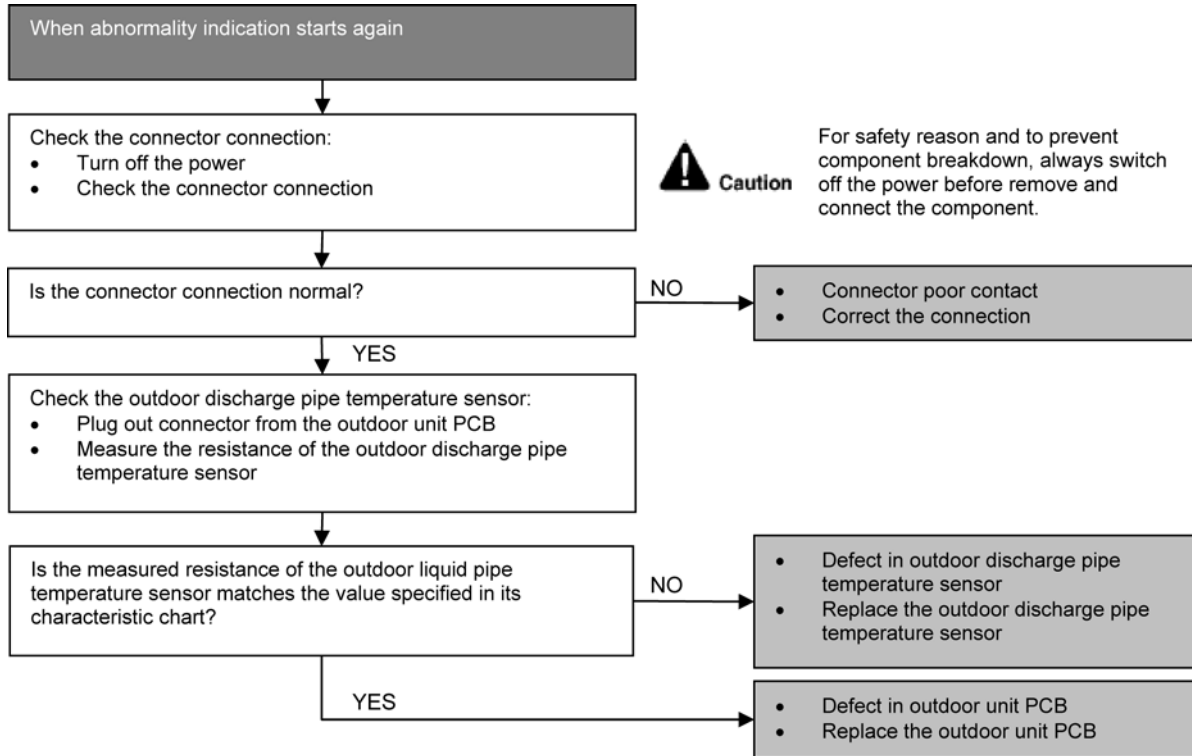 When abnormality indication starts again
Check the connector connection:
• Turn off the power
• Check the connector connection
Caution
For safety reason and to prevent
component breakdown, always switch
off the power before remove and
connect the component.
Is the connector connection normal?
NO
• Connector poor contact
• Correct the connection
YES
Check the outdoor discharge pipe temperature sensor:
• Plug out connector from the outdoor unit PCB
• Measure the resistance of the outdoor discharge pipe
temperature sensor
Is the measured resistance of the outdoor liquid pipe
temperature sensor matches the value specified in its
characteristic chart?
NO
• Defect in outdoor discharge pipe
temperature sensor
• Replace the outdoor discharge pipe
temperature sensor
YES
• Defect in outdoor unit PCB
• Replace the outdoor unit PCB